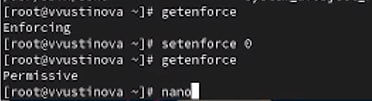 [root@vvustinova ~]# getenforce
Enforcing
[root@vvustinova ~]# setenforce 0
[root@vvustinova ~]# getenforce
Permissive
[root@vvustinova ~]# nano